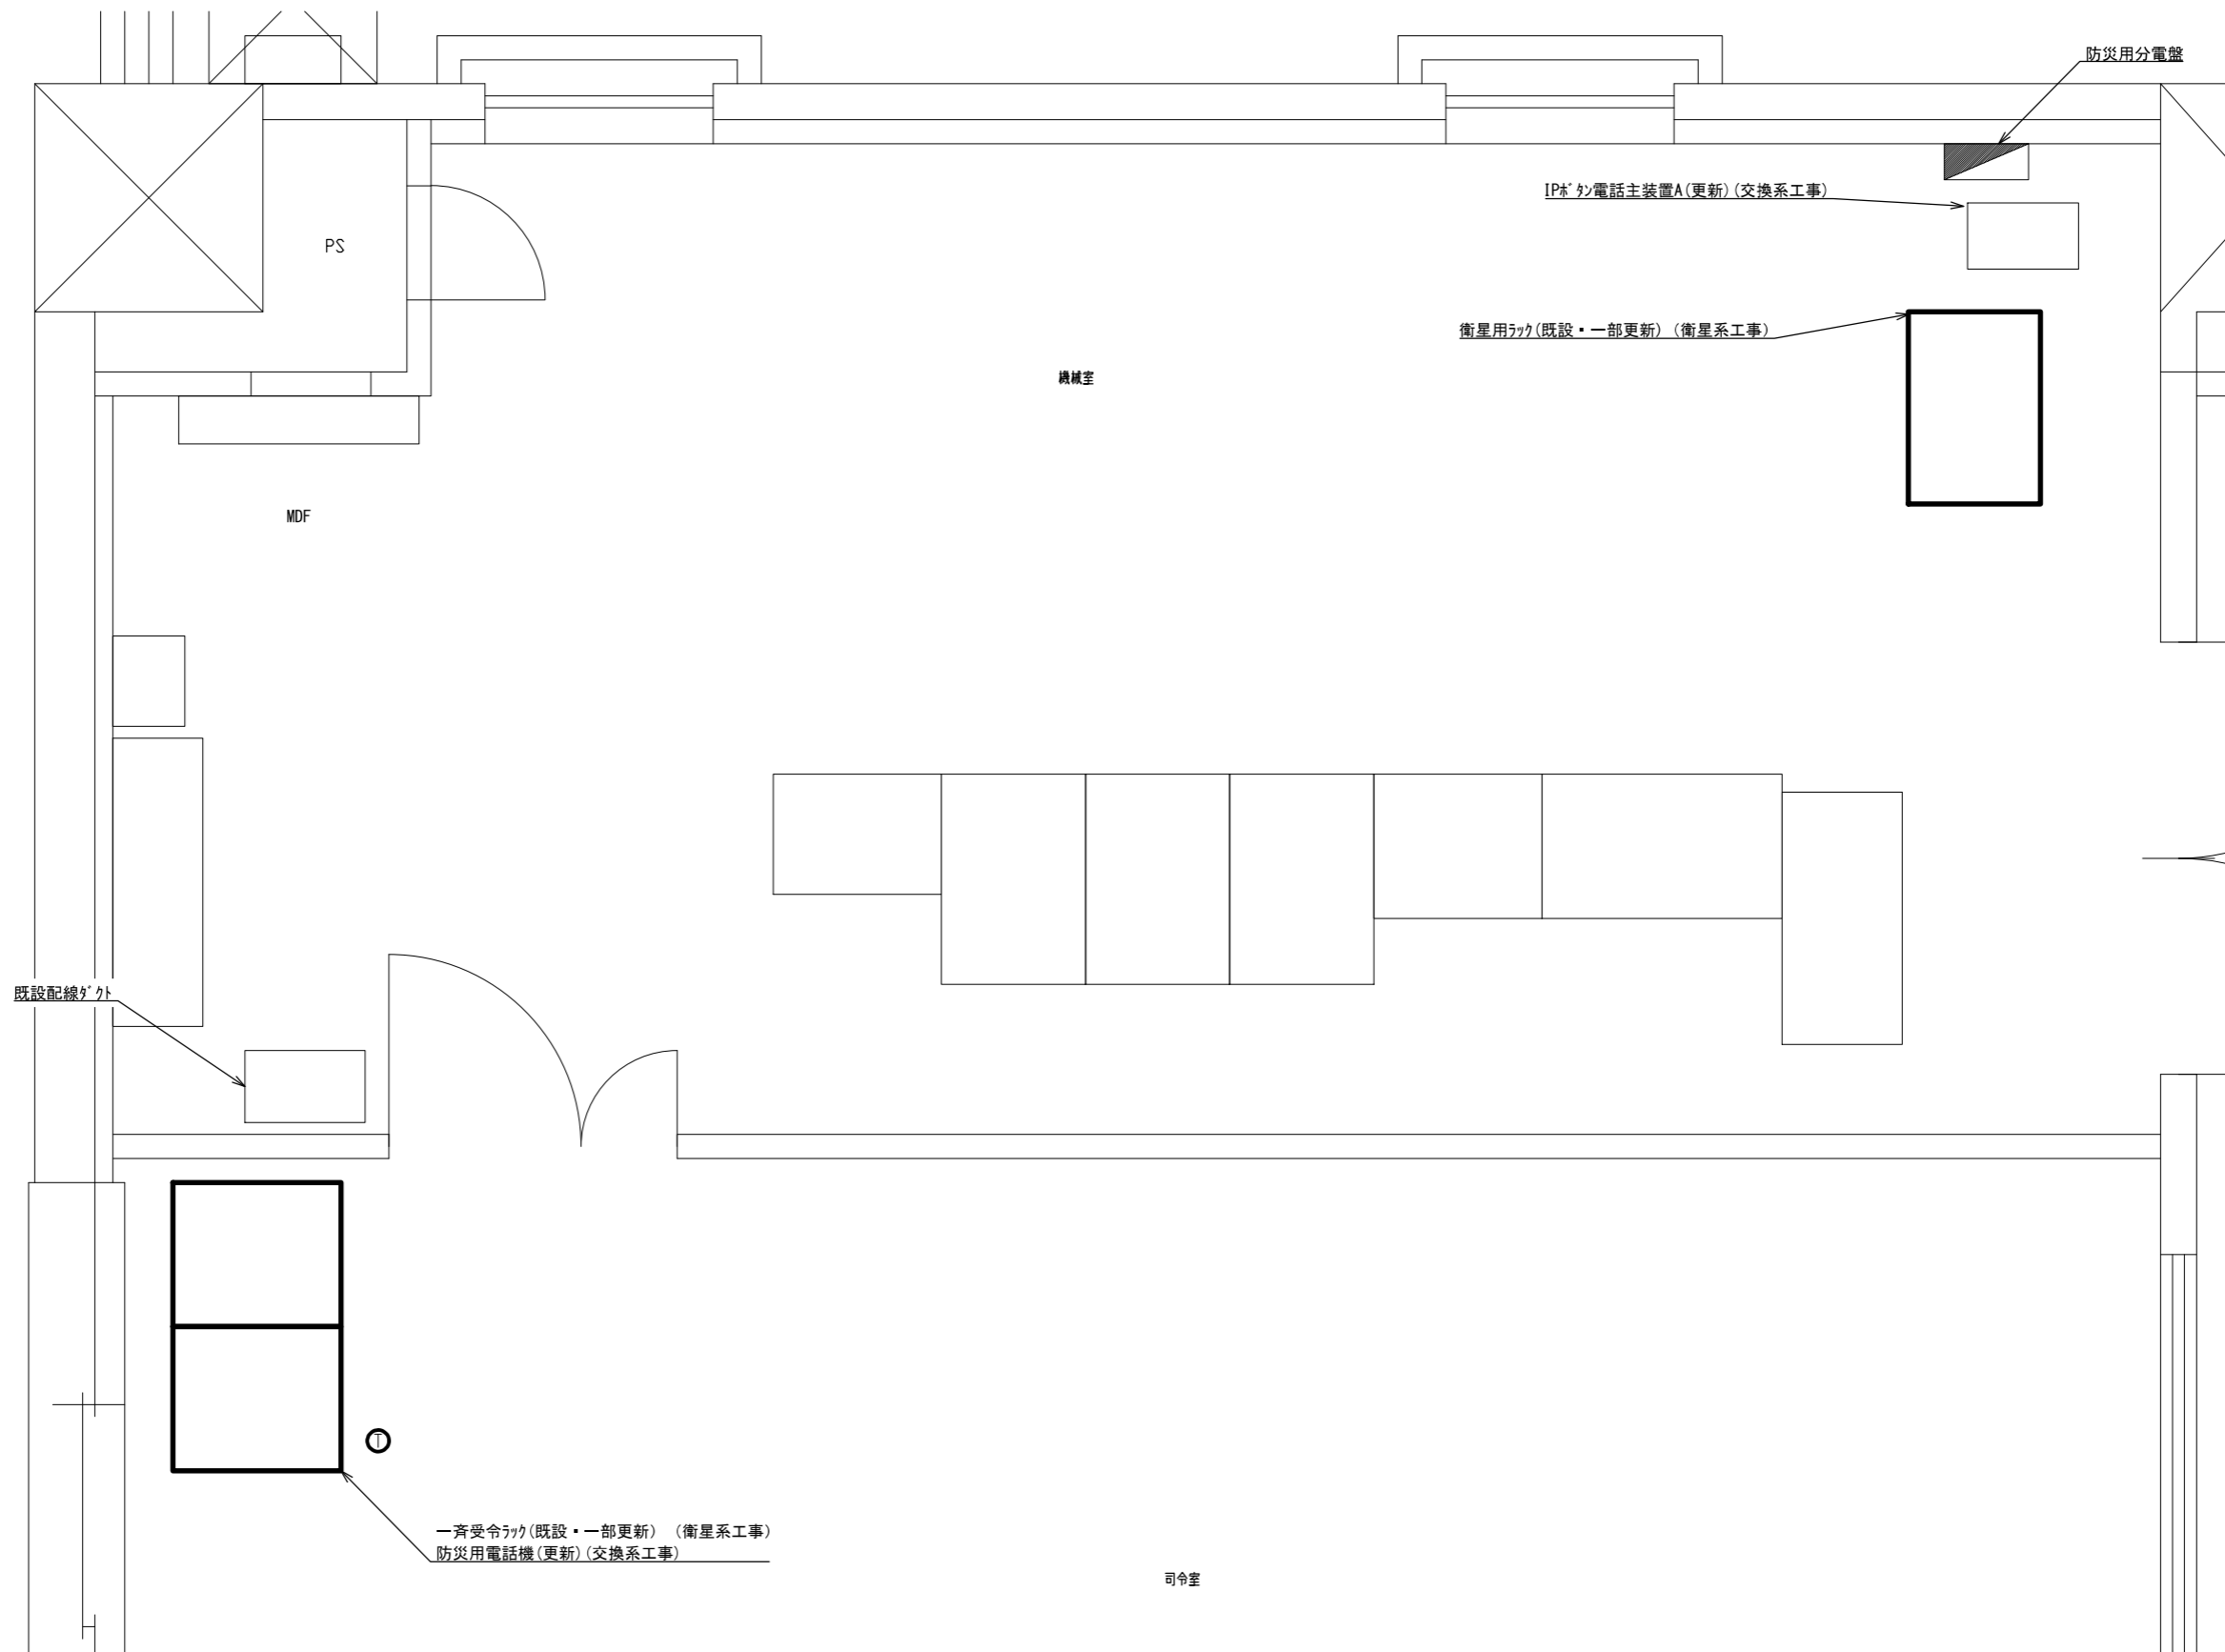 防災用分電盤
IPﾎﾞﾀﾝ電話主装置A(更新)(交換系工事)
PS
衛星用ﾗｯｸ(既設・一部更新)（衛星系工事)
機械室
MDF
既設配線ﾀﾞｸﾄ
T
一斉受令ﾗｯｸ(既設・一部更新)（衛星系工事)
防災用電話機(更新)(交換系工事)
司令室